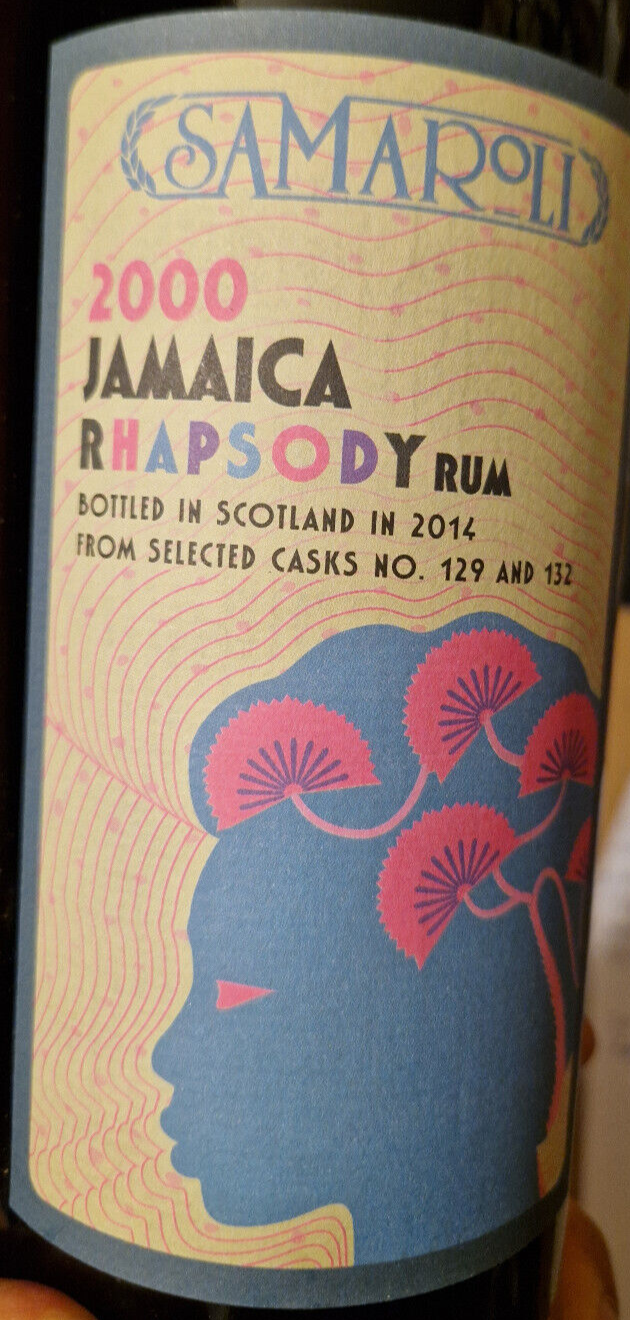 SAMAROLI
2000
JAMAICA
RHAPSODY RUM
BOTTLED IN SCOTLAND IN 2014
FROM SELECTED CASKS NO. 129 AND 132